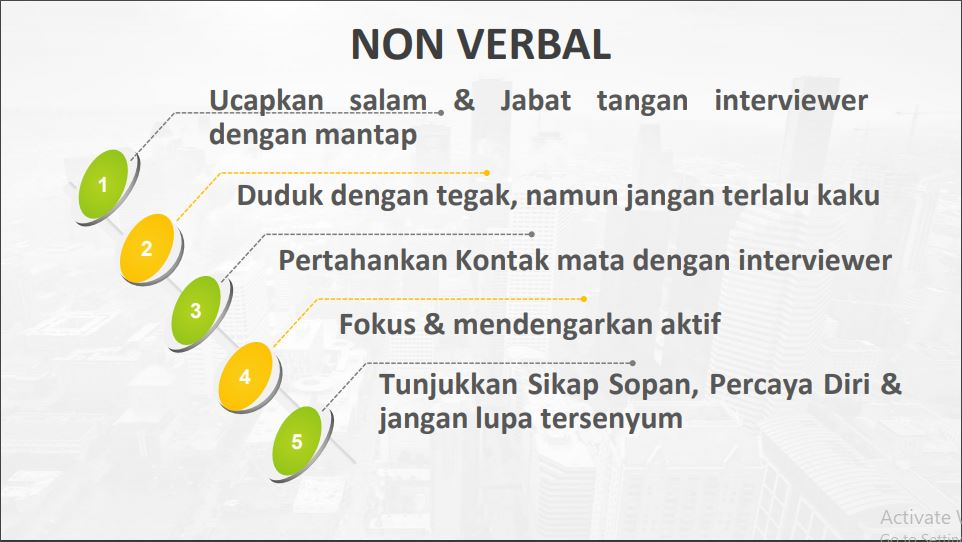 NON VERBAL
1
Ucapkan salam & Jabat tangan interviewer
dengan mantap
2
Duduk dengan tegak, namun jangan terlalu kaku
3
Pertahankan Kontak mata dengan interviewer
4
Fokus & mendengarkan aktif
5
Tunjukkan Sikap Sopan, Percaya Diri &
jangan lupa tersenyum
Activate